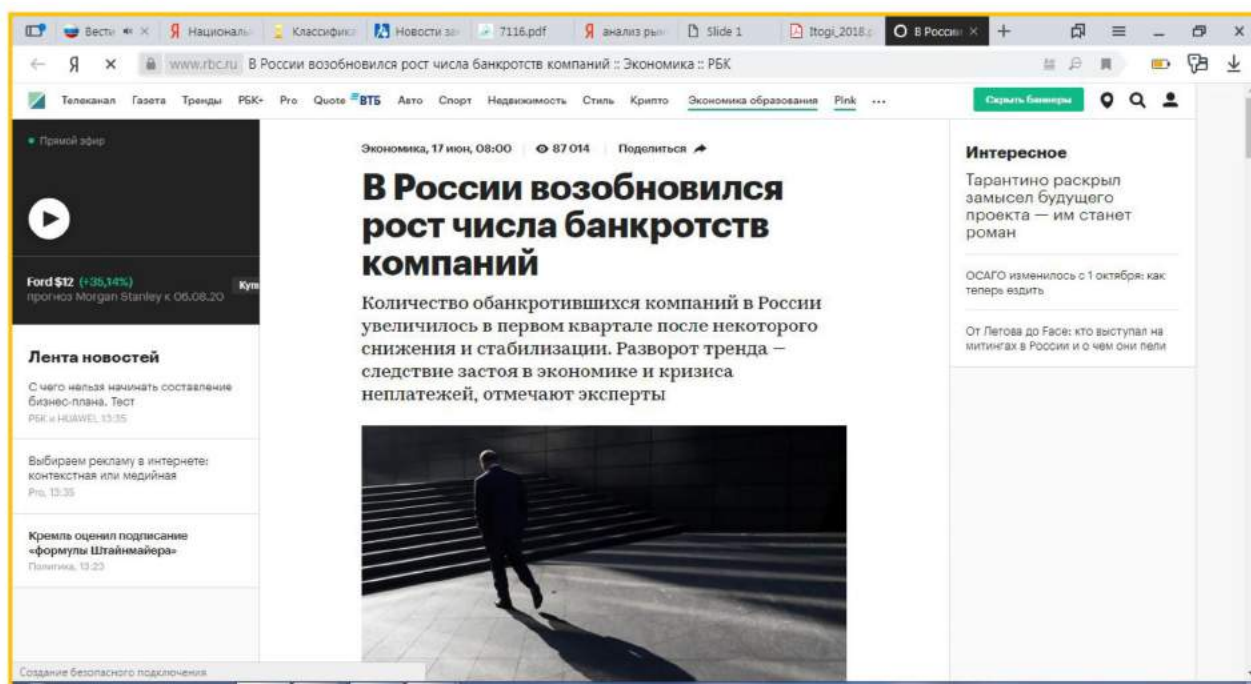 Вести
Националь
Классифика
Новости за
7116.pdf
анализ рын
Slide 1
Itogi_2018.p
В России
www.rbc.ru В России возобновился рост числа банкротств компаний :: Экономика :: РБК
Телеканал Газета Тренды РБК+ Pro Quote ВТБ Авто Спорт Недвижимость Стиль Крипто Экономика образования Pink ...
Скрыть баннеры
Прямой эфир
Ford $12 (+35,14%)
прогноз Morgan Stanley к 06.08.20
Купи
Лента новостей
С чего нельзя начинать составление
бизнес-плана. Тест
РБК и HUAWEI, 13:35
Выбираем рекламу в интернете:
контекстная или медийная
Pro, 13:35
Кремль оценил подписание
«формулы Штайнмайера»
Политика, 13:23
Экономика, 17 июн, 08:00 87 014 Поделиться
В России возобновился
рост числа банкротств
компаний
Количество обанкротившихся компаний в России
увеличилось в первом квартале после некоторого
снижения и стабилизации. Разворот тренда —
следствие застоя в экономике и кризиса
неплатежей, отмечают эксперты
Интересное
Тарантино раскрыл
замысел будущего
проекта — им станет
роман
ОСАГО изменилось с 1 октября: как
теперь ездить
От Летова до Face: кто выступал на
митингах в России и о чем они пели
Создание безопасного подключения